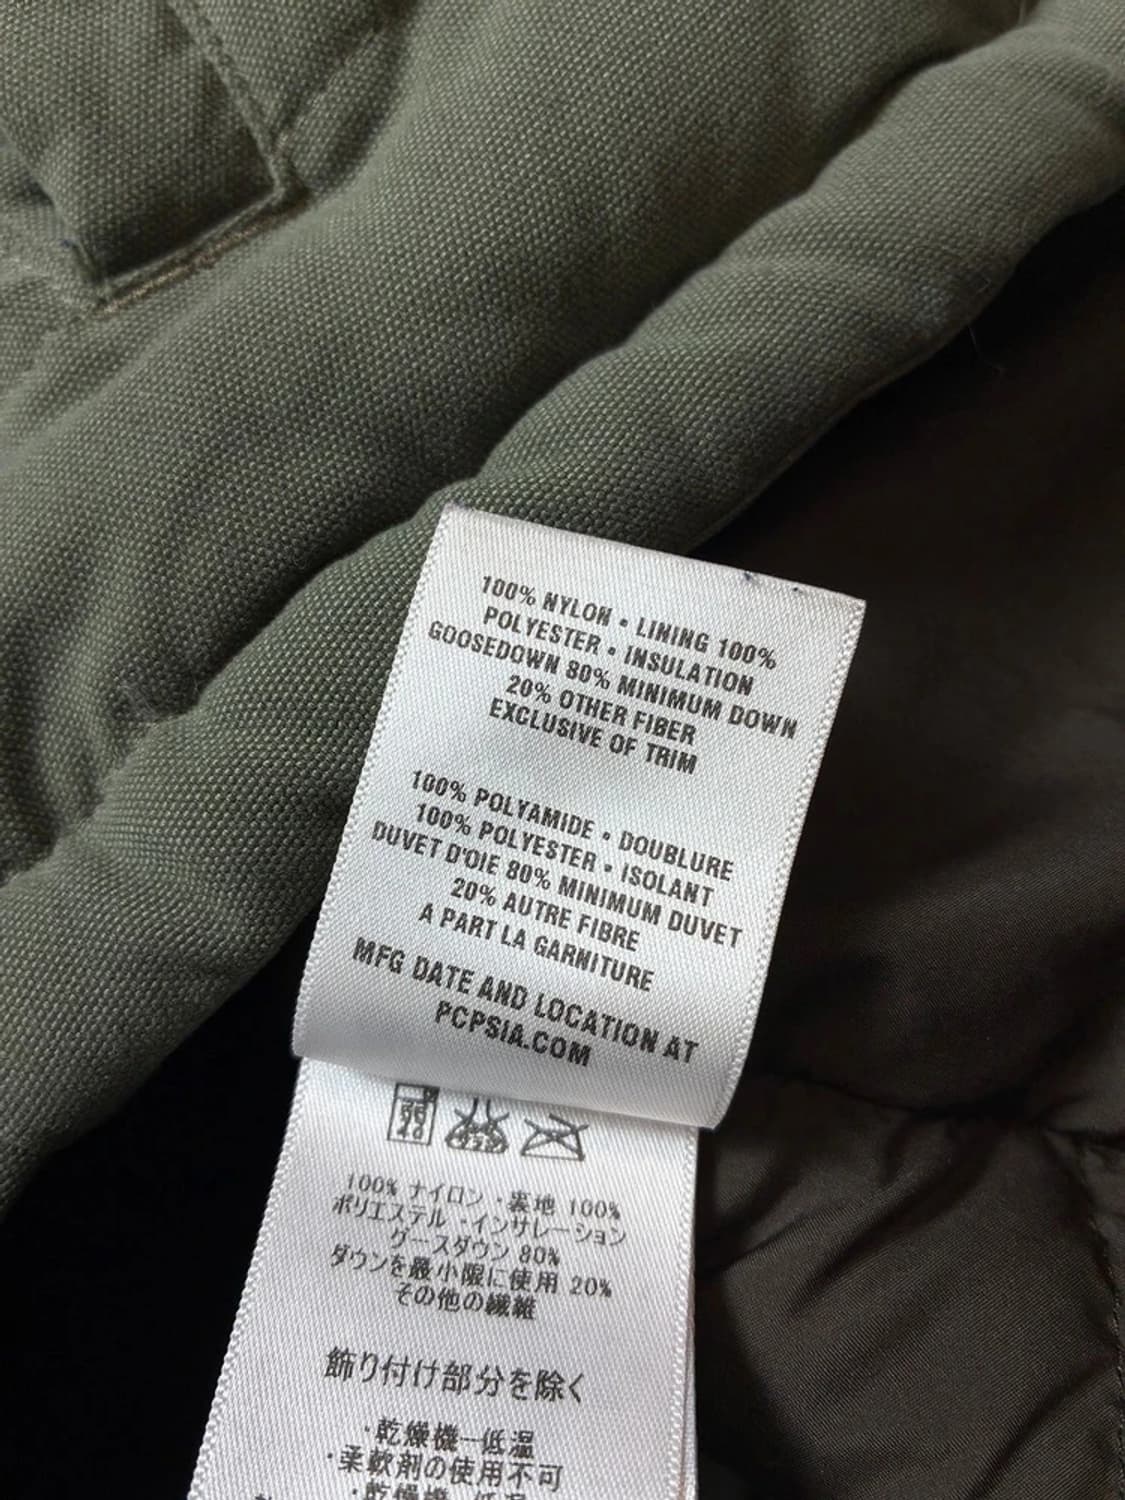 100% NYLON • LINING 100%
POLYESTER • INSULATION
GOOSEDOWN 80% MINIMUM DOWN
20% OTHER FIBER
EXCLUSIVE OF TRIM
100% POLYAMIDE • DOUBLURE
100% POLYESTER • ISOLANT
DUVET D'OIE 80% MINIMUM DUVET
20% AUTRE FIBRE
A PART LA GARNITURE
MFG DATE AND LOCATION AT
PCPSIA.COM
100% ナイロン・裏地 100%
ポリエステル・インサレーション
グースダウン 80%
ダウンを最小限に使用 20%
その他の繊維
飾り付け部分を除く
・乾燥機一低温
・柔軟剤の使用不可